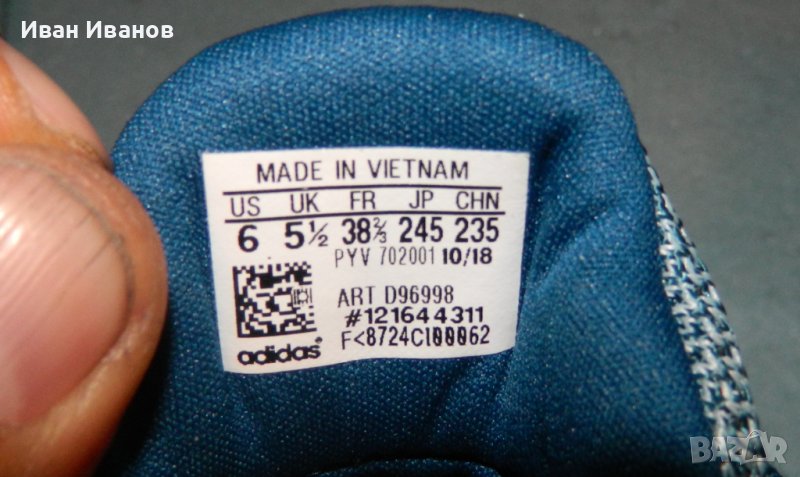 Иван Иванов
MADE IN VIETNAM
US UK FR JP CHN
6 5½ 38⅔ 245 235
PYV 702001 10/18
ART D96998
#121644311
adidas® F<8724C100062
BAZAR